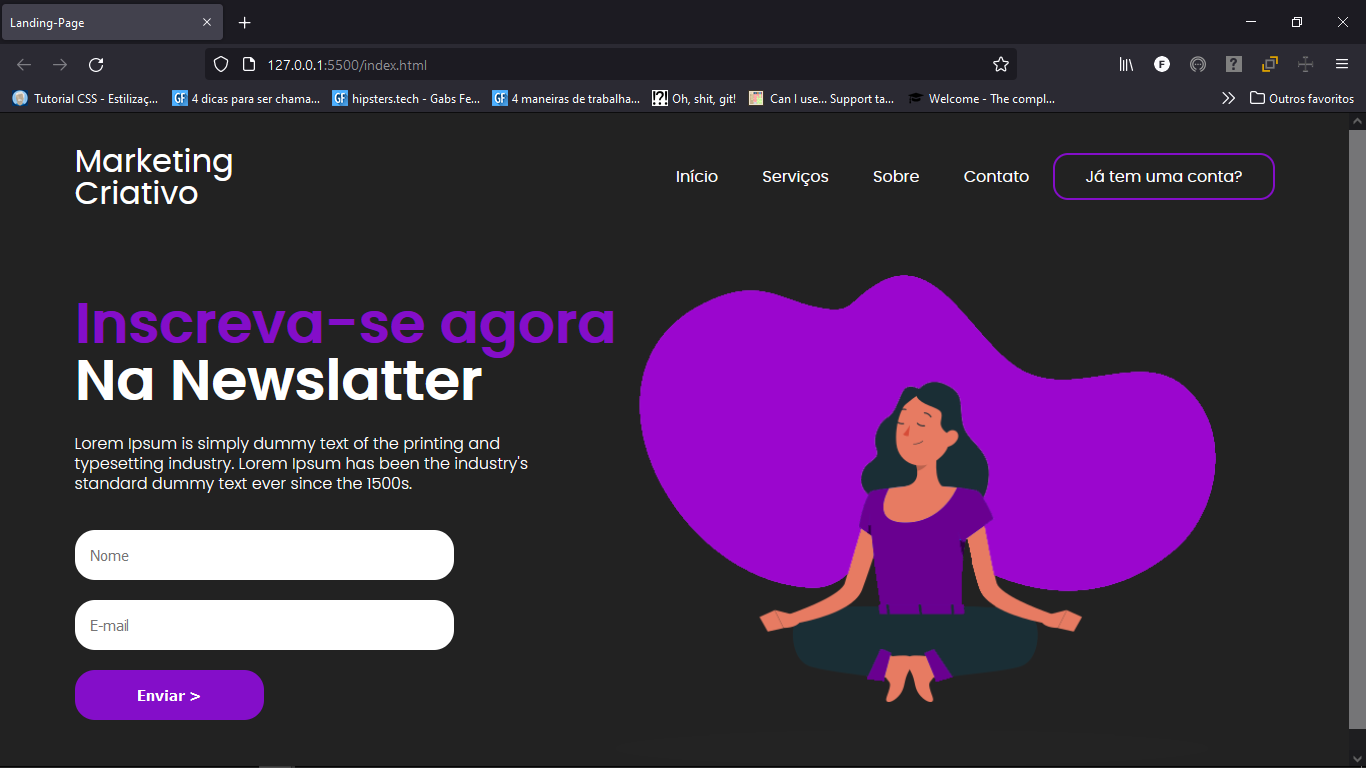 Landing-Page
127.0.0.1:5500/index.html
Tutorial CSS - Estilizaç... GF 4 dicas para ser chama... GF hipsters.tech - Gabs Fe... GF 4 maneiras de trabalha... Oh, shit, git! Can I use... Support ta... Welcome - The compl... Outros favoritos
Marketing
Criativo
Início Serviços Sobre Contato Já tem uma conta?
Inscreva-se agora
Na Newslatter
Lorem Ipsum is simply dummy text of the printing and
typesetting industry. Lorem Ipsum has been the industry's
standard dummy text ever since the 1500s.
Nome
E-mail
Enviar >